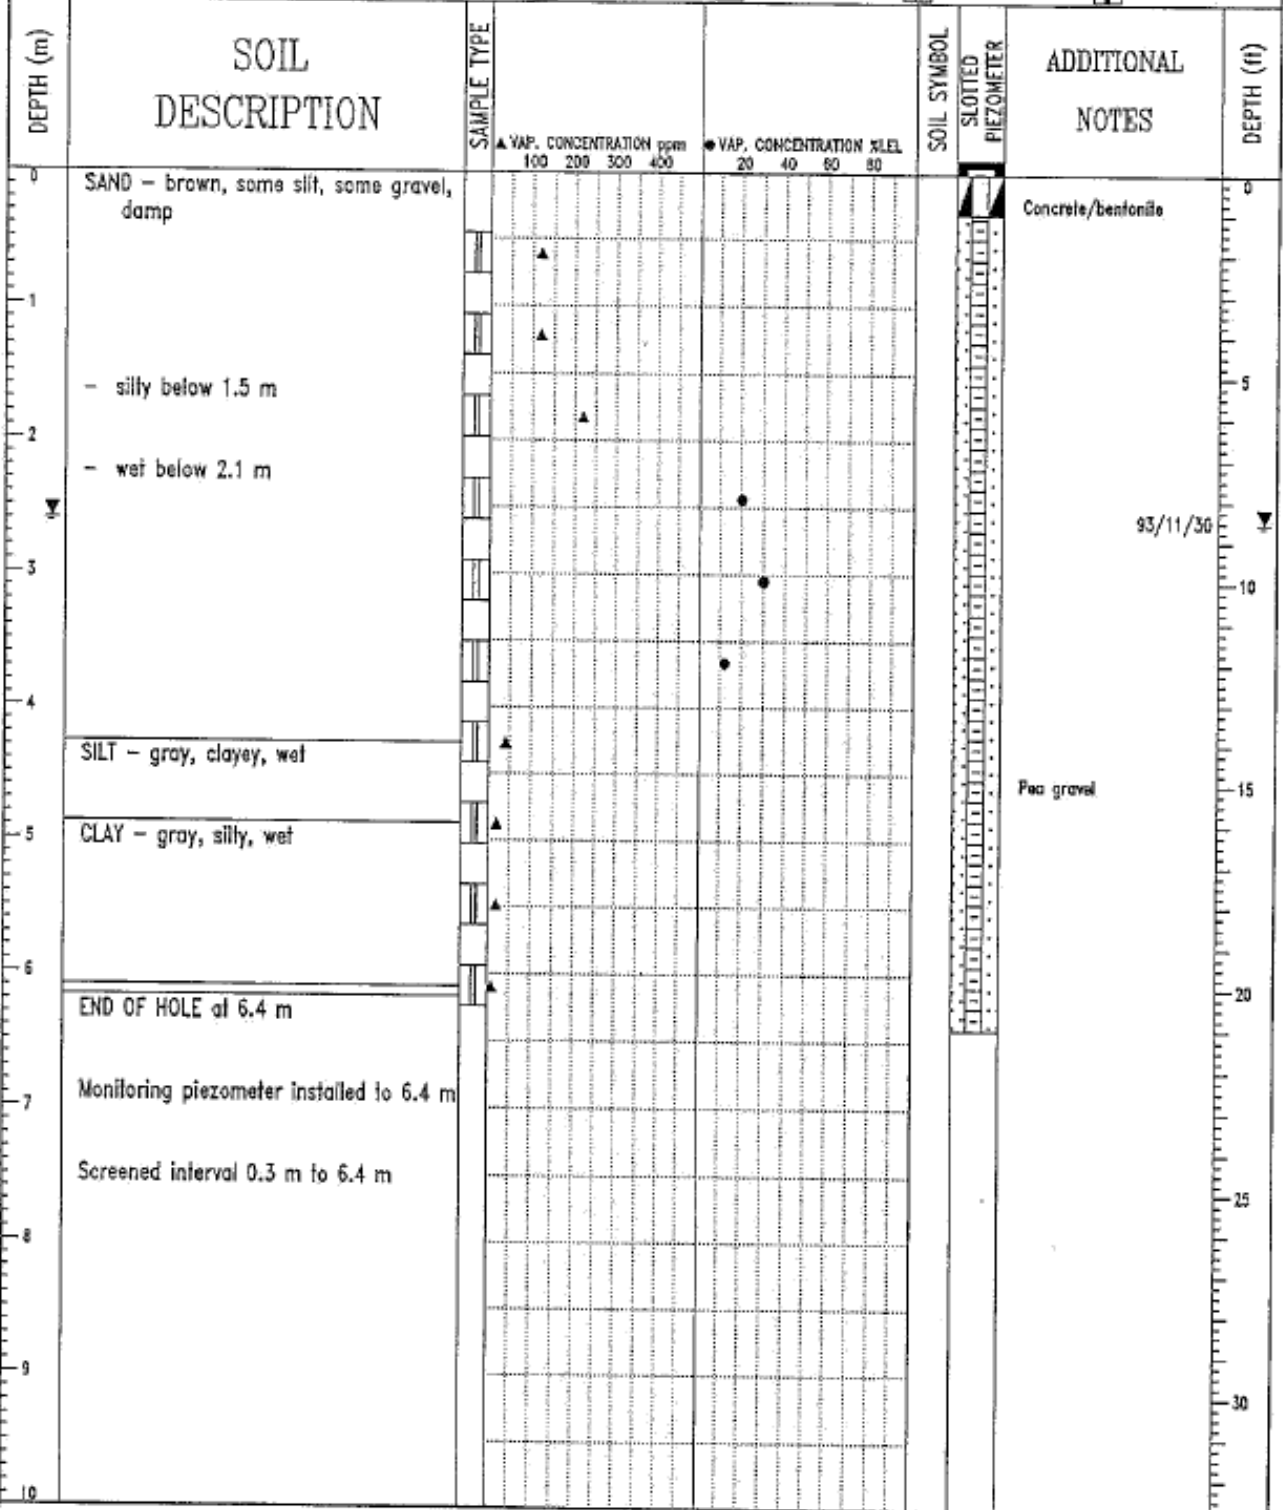 DEPTH (m)
SOIL
DESCRIPTION
SAMPLE TYPE
▲ VAP. CONCENTRATION ppm
100 200 300 400
● VAP. CONCENTRATION %LEL
20 40 60 80
SOIL SYMBOL
SLOTTED
PIEZOMETER
ADDITIONAL
NOTES
DEPTH (ft)
0
SAND – brown, some silt, some gravel,
damp
Concrete/bentonite
0
1
– silty below 1.5 m
5
2
– wet below 2.1 m
93/11/30
3
10
4
SILT – gray, clayey, wet
Pea gravel
15
5
CLAY – gray, silty, wet
6
END OF HOLE at 6.4 m
20
7
Monitoring piezometer installed to 6.4 m
Screened interval 0.3 m to 6.4 m
25
8
9
30
10